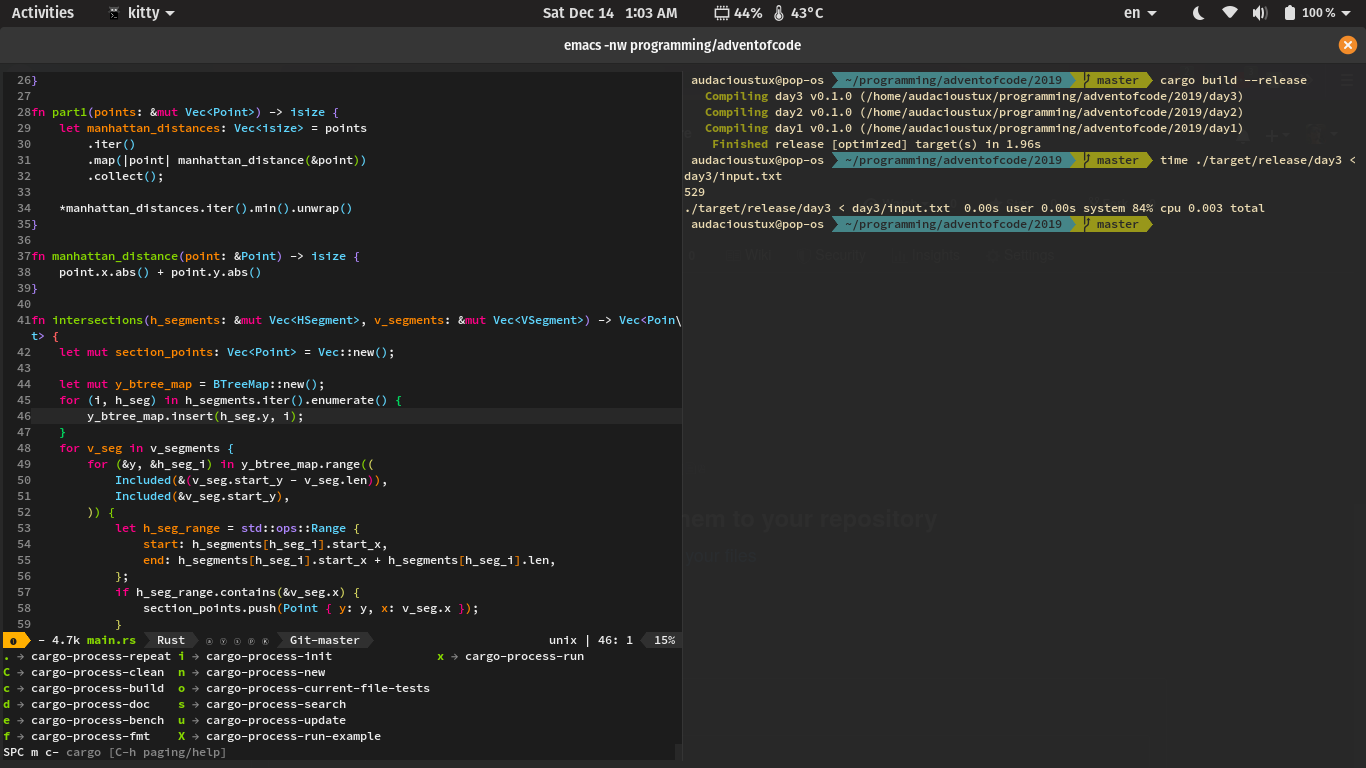 Activities kitty Sat Dec 14 1:03 AM 44% 43°C en 100 %
emacs -nw programming/adventofcode
26}
27
28fn part1(points: &mut Vec<Point>) -> isize {
29    let manhattan_distances: Vec<isize> = points
30        .iter()
31        .map(|point| manhattan_distance(&point))
32        .collect();
33
34    *manhattan_distances.iter().min().unwrap()
35}
36
37fn manhattan_distance(point: &Point) -> isize {
38    point.x.abs() + point.y.abs()
39}
40
41fn intersections(h_segments: &mut Vec<HSegment>, v_segments: &mut Vec<VSegment>) -> Vec<Poin\
t> {
42    let mut section_points: Vec<Point> = Vec::new();
43
44    let mut y_btree_map = BTreeMap::new();
45    for (i, h_seg) in h_segments.iter().enumerate() {
46        y_btree_map.insert(h_seg.y, i);
47    }
48    for v_seg in v_segments {
49        for (&y, &h_seg_i) in y_btree_map.range((
50            Included(&(v_seg.start_y - v_seg.len)),
51            Included(&v_seg.start_y),
52        )) {
53            let h_seg_range = std::ops::Range {
54                start: h_segments[h_seg_i].start_x,
55                end: h_segments[h_seg_i].start_x + h_segments[h_seg_i].len,
56            };
57            if h_seg_range.contains(&v_seg.x) {
58                section_points.push(Point { y: y, x: v_seg.x });
59            }
- 4.7k main.rs Rust Git-master unix | 46: 1 15%
. → cargo-process-repeat i → cargo-process-init x → cargo-process-run
C → cargo-process-clean n → cargo-process-new
c → cargo-process-build o → cargo-process-current-file-tests
d → cargo-process-doc s → cargo-process-search
e → cargo-process-bench u → cargo-process-update
f → cargo-process-fmt X → cargo-process-run-example
SPC m c- cargo [C-h paging/help]
audacioustux@pop-os ~/programming/adventofcode/2019 master cargo build --release
Compiling day3 v0.1.0 (/home/audacioustux/programming/adventofcode/2019/day3)
Compiling day2 v0.1.0 (/home/audacioustux/programming/adventofcode/2019/day2)
Compiling day1 v0.1.0 (/home/audacioustux/programming/adventofcode/2019/day1)
Finished release [optimized] target(s) in 1.96s
audacioustux@pop-os ~/programming/adventofcode/2019 master time ./target/release/day3 <
day3/input.txt
529
./target/release/day3 < day3/input.txt  0.00s user 0.00s system 84% cpu 0.003 total
audacioustux@pop-os ~/programming/adventofcode/2019 master
to your repository